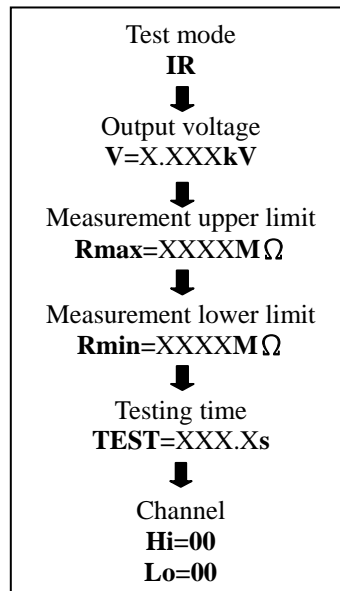 Test mode
IR
Output voltage
V=X.XXXkV
Measurement upper limit
Rmax=XXXXMΩ
Measurement lower limit
Rmin=XXXXMΩ
Testing time
TEST=XXX.Xs
Channel
Hi=00
Lo=00